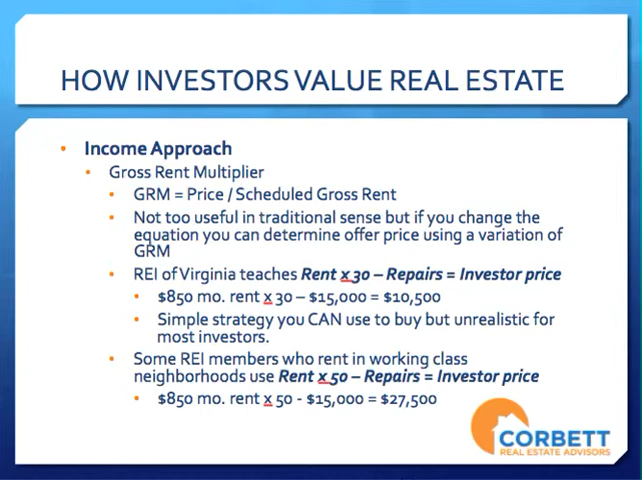 HOW INVESTORS VALUE REAL ESTATE
• Income Approach
• Gross Rent Multiplier
• GRM = Price / Scheduled Gross Rent
• Not too useful in traditional sense but if you change the
equation you can determine offer price using a variation of
GRM
• REI of Virginia teaches Rent x 30 – Repairs = Investor price
• $850 mo. rent x 30 – $15,000 = $10,500
• Simple strategy you CAN use to buy but unrealistic for
most investors.
• Some REI members who rent in working class
neighborhoods use Rent x 50 – Repairs = Investor price
• $850 mo. rent x 50 - $15,000 = $27,500
CORBETT
REAL ESTATE ADVISORS